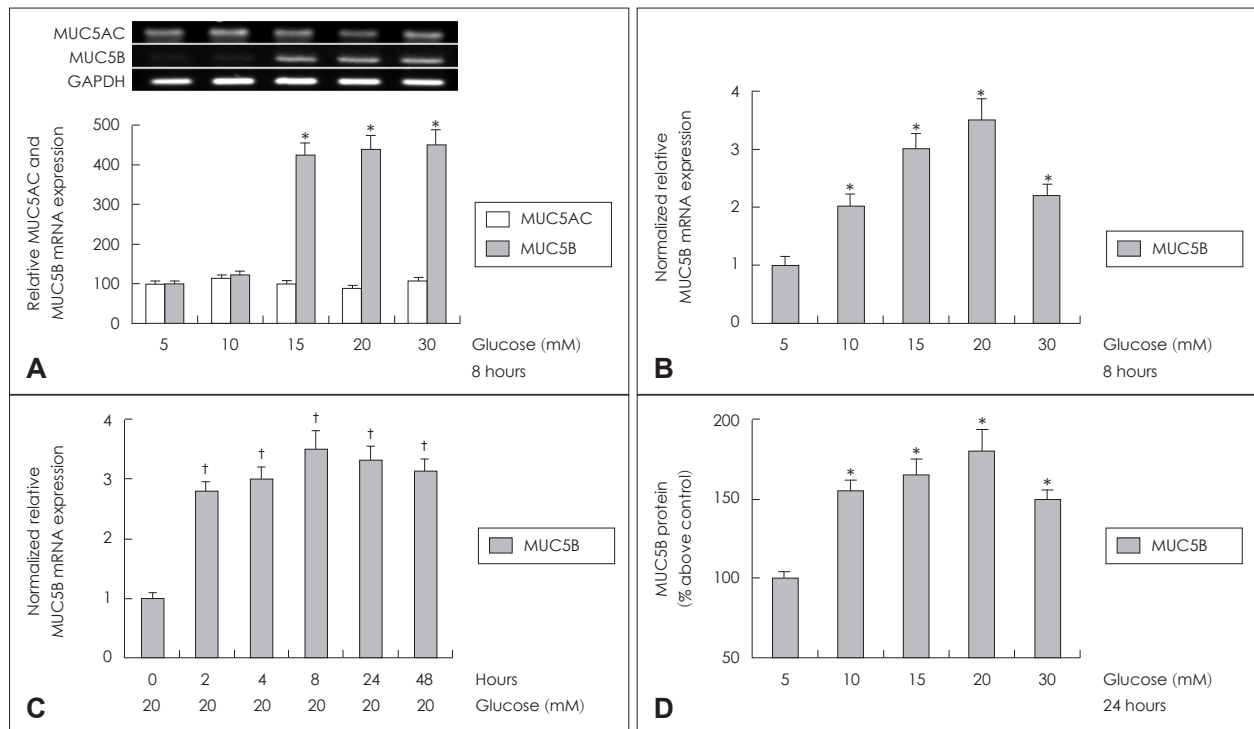 MUC5AC
MUC5B
GAPDH
Relative MUC5AC and
MUC5B mRNA expression
500
400
300
200
100
0
*
*
*
MUC5AC
MUC5B
5 10 15 20 30 Glucose (mM)
8 hours
A
Normalized relative
MUC5B mRNA expression
4
3
2
1
0
*
*
*
*
MUC5B
5 10 15 20 30 Glucose (mM)
8 hours
B
Normalized relative
MUC5B mRNA expression
4
3
2
1
0
†
†
†
†
†
MUC5B
0 2 4 8 24 48 Hours
20 20 20 20 20 20 Glucose (mM)
C
MUC5B protein
(% above control)
200
150
100
50
*
*
*
*
MUC5B
5 10 15 20 30 Glucose (mM)
24 hours
D